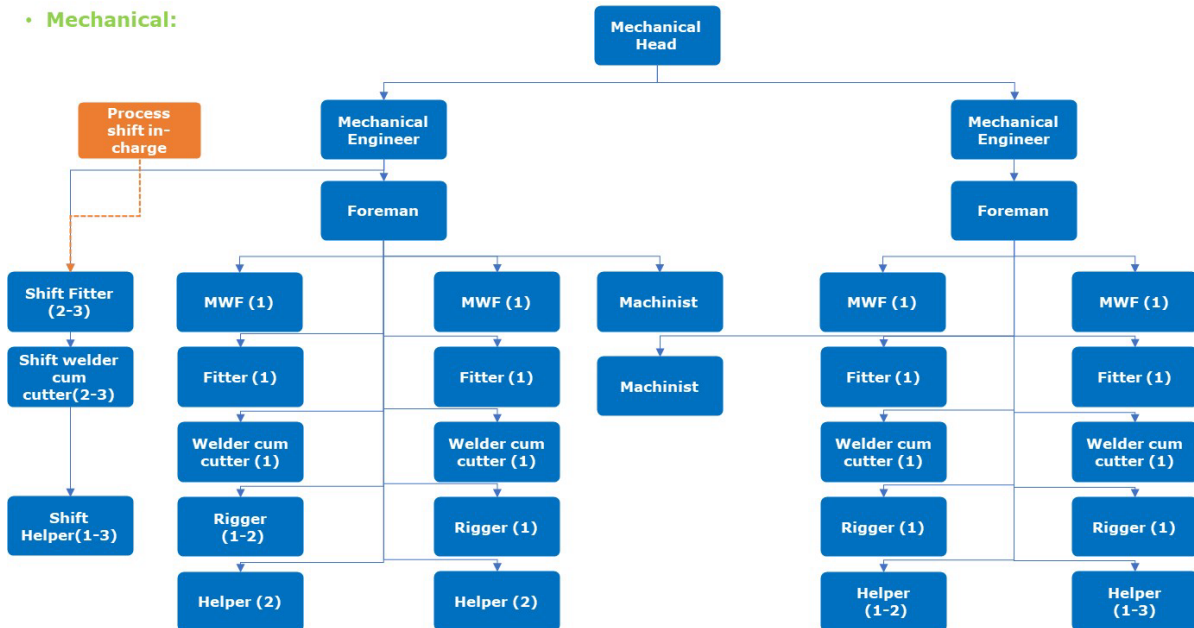 • Mechanical:
Mechanical
Head
Process
shift in-
charge
Mechanical
Engineer
Mechanical
Engineer
Foreman
Foreman
Shift Fitter
(2-3)
MWF (1)
MWF (1)
Machinist
MWF (1)
MWF (1)
Shift welder
cum
cutter(2-3)
Fitter (1)
Fitter (1)
Machinist
Fitter (1)
Fitter (1)
Welder cum
cutter (1)
Welder cum
cutter (1)
Welder cum
cutter (1)
Welder cum
cutter (1)
Shift
Helper(1-3)
Rigger
(1-2)
Rigger (1)
Rigger (1)
Rigger (1)
Helper (2)
Helper (2)
Helper
(1-2)
Helper
(1-3)